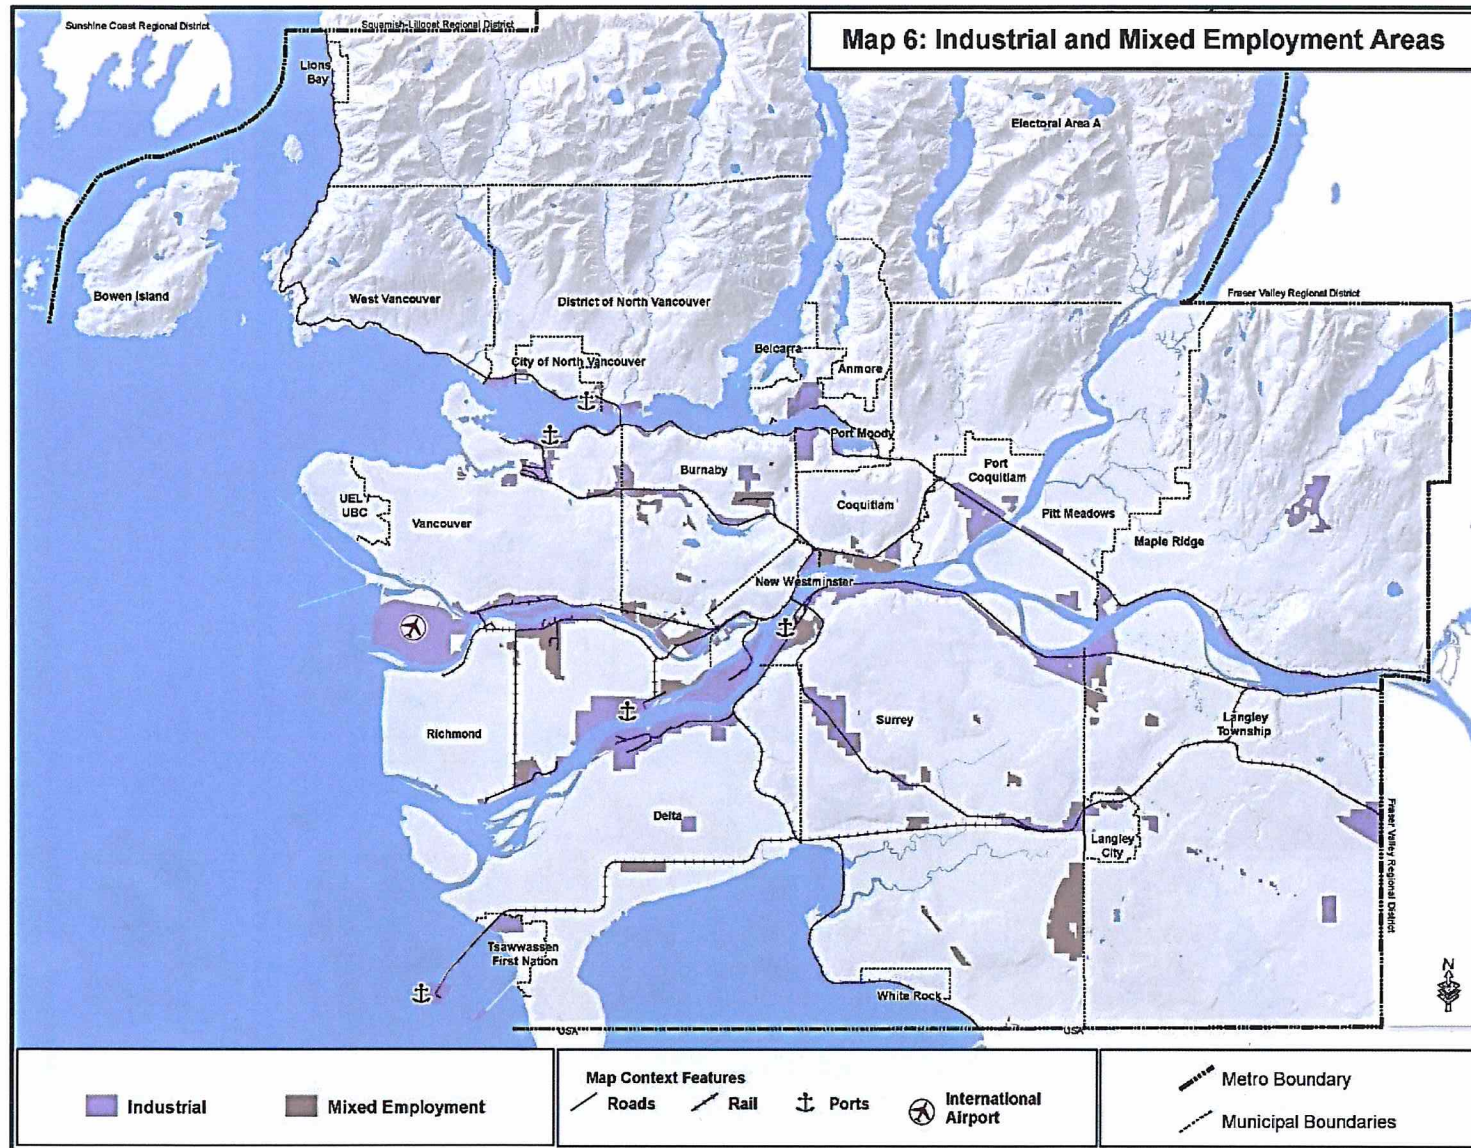 Map 6: Industrial and Mixed Employment Areas
Sunshine Coast Regional District
Squamish-Lillooet Regional District
Lions
Bay
Electoral Area A
Bowen Island
West Vancouver
District of North Vancouver
Fraser Valley Regional District
City of North Vancouver
Belcarra
Anmore
Port Moody
Burnaby
Port
Coquitlam
UEL /
UBC
Vancouver
Coquitlam
Pitt Meadows
Maple Ridge
New Westminster
Richmond
Surrey
Langley
Township
Delta
Langley
City
Fraser Valley Regional District
Tsawwassen
First Nation
White Rock
N
USA
USA
Industrial
Mixed Employment
Map Context Features
Roads
Rail
Ports
International
Airport
Metro Boundary
Municipal Boundaries